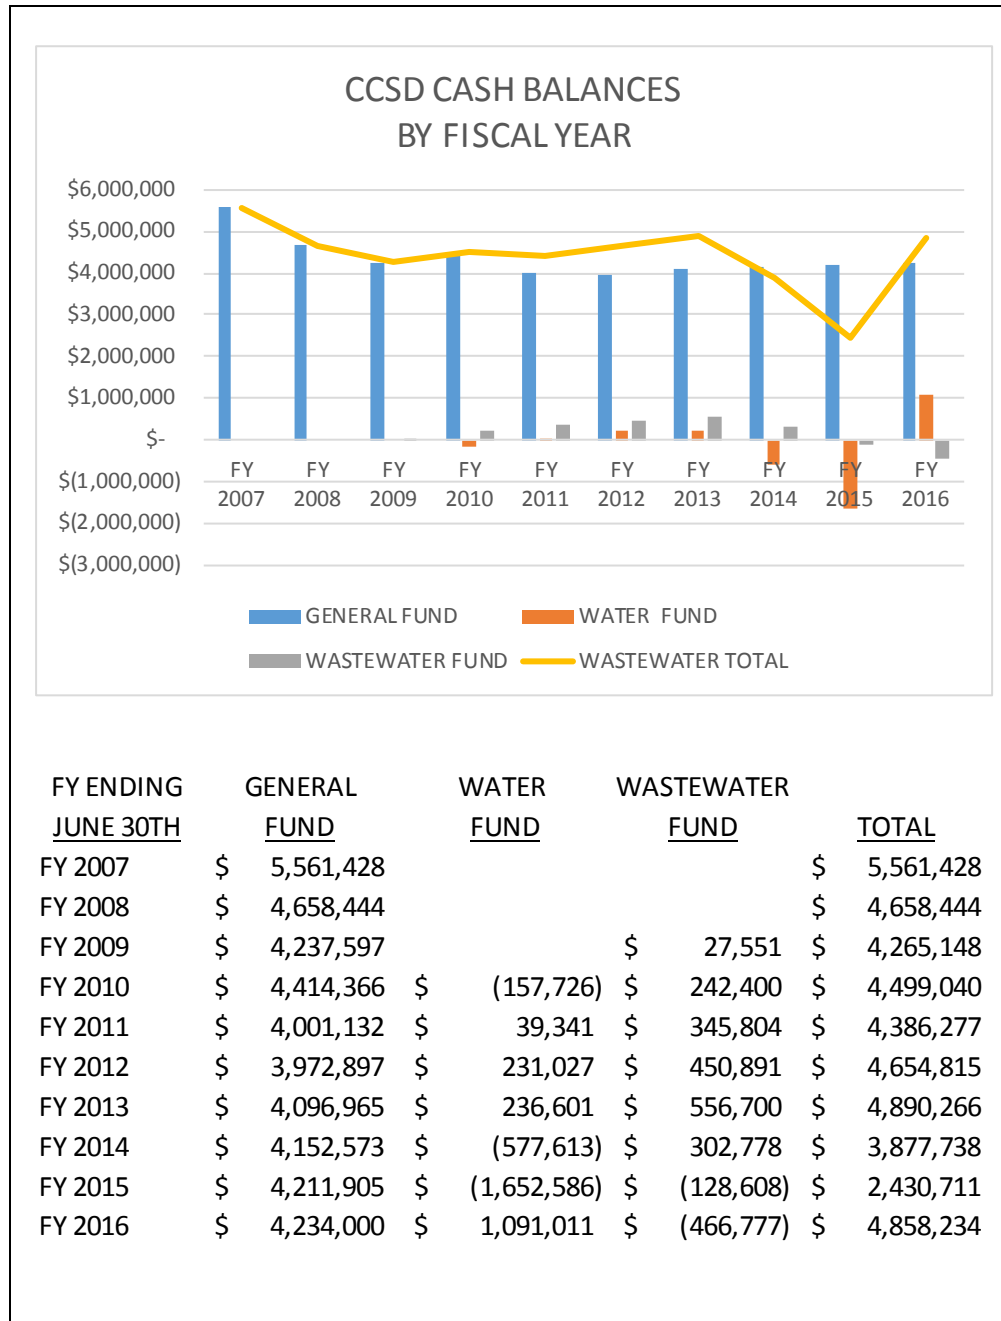 CCSD CASH BALANCES
BY FISCAL YEAR
$6,000,000
$5,000,000
$4,000,000
$3,000,000
$2,000,000
$1,000,000
$-
$(1,000,000)
$(2,000,000)
$(3,000,000)
FY FY FY FY FY FY FY FY FY FY
2007 2008 2009 2010 2011 2012 2013 2014 2015 2016
GENERAL FUND WATER FUND
WASTEWATER FUND WASTEWATER TOTAL
FY ENDING GENERAL WATER WASTEWATER
JUNE 30TH FUND FUND FUND TOTAL
FY 2007 $ 5,561,428 $ 5,561,428
FY 2008 $ 4,658,444 $ 4,658,444
FY 2009 $ 4,237,597 $ 27,551 $ 4,265,148
FY 2010 $ 4,414,366 $ (157,726) $ 242,400 $ 4,499,040
FY 2011 $ 4,001,132 $ 39,341 $ 345,804 $ 4,386,277
FY 2012 $ 3,972,897 $ 231,027 $ 450,891 $ 4,654,815
FY 2013 $ 4,096,965 $ 236,601 $ 556,700 $ 4,890,266
FY 2014 $ 4,152,573 $ (577,613) $ 302,778 $ 3,877,738
FY 2015 $ 4,211,905 $ (1,652,586) $ (128,608) $ 2,430,711
FY 2016 $ 4,234,000 $ 1,091,011 $ (466,777) $ 4,858,234